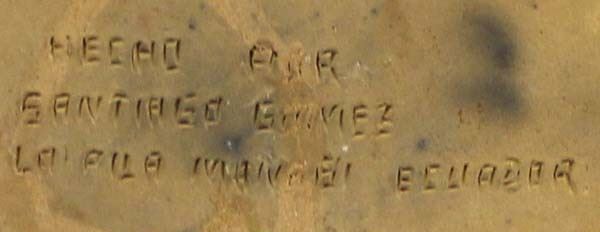 HECHO POR
SANTIAGO GOMEZ
LA PILA MANABI ECUADOR